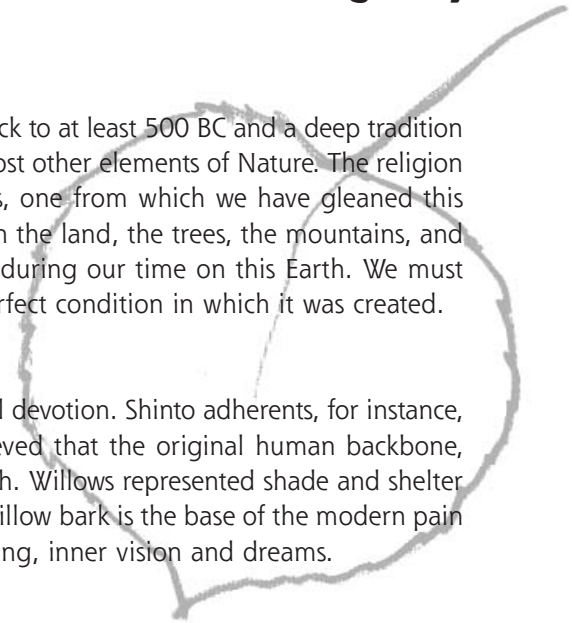 ck to at least 500 BC and a deep tradition
ost other elements of Nature. The religion
s, one from which we have gleaned this
n the land, the trees, the mountains, and
during our time on this Earth. We must
rfect condition in which it was created.
l devotion. Shinto adherents, for instance,
eved that the original human backbone,
h. Willows represented shade and shelter
illow bark is the base of the modern pain
ng, inner vision and dreams.